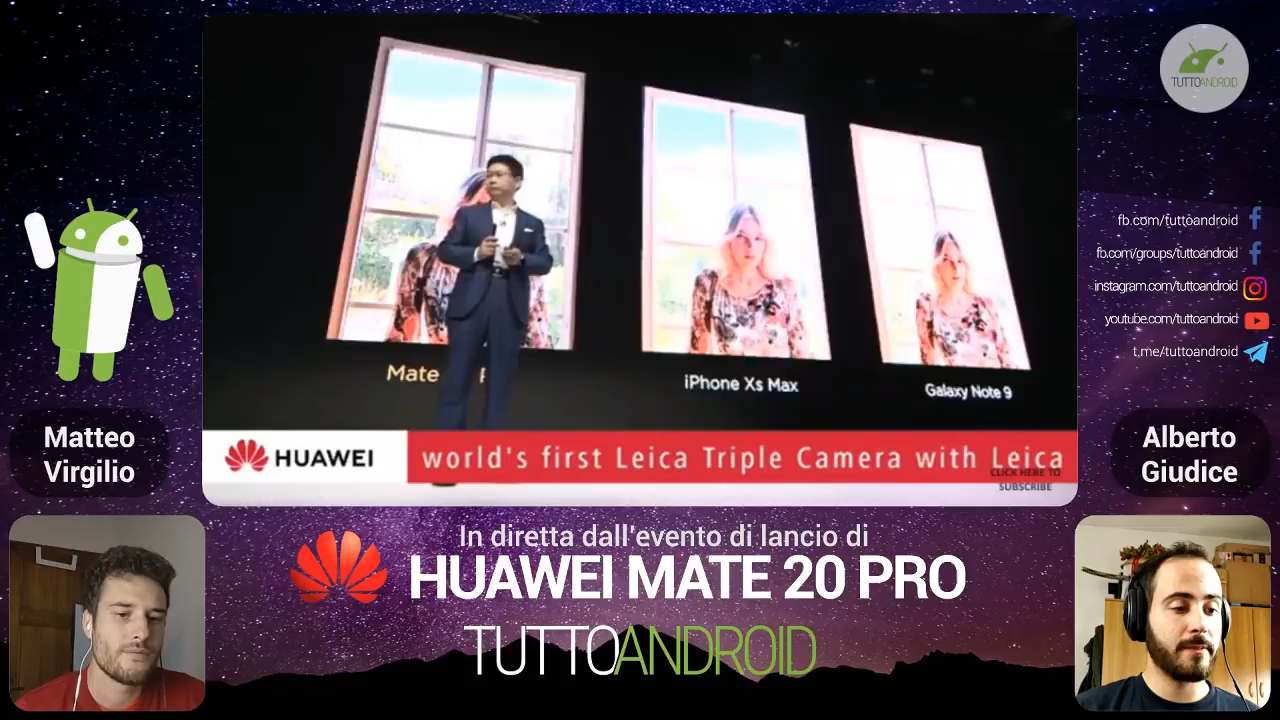 TUTTOANDROID
Mate
iPhone Xs Max
Galaxy Note 9
fb.com/tuttoandroid
fb.com/groups/tuttoandroid
instagram.com/tuttoandroid
youtube.com/tuttoandroid
t.me/tuttoandroid
Matteo
Virgilio
HUAWEI
world's first Leica Triple Camera with Leica
CLICK HERE TO
SUBSCRIBE
Alberto
Giudice
In diretta dall'evento di lancio di
HUAWEI MATE 20 PRO
TUTTOANDROID